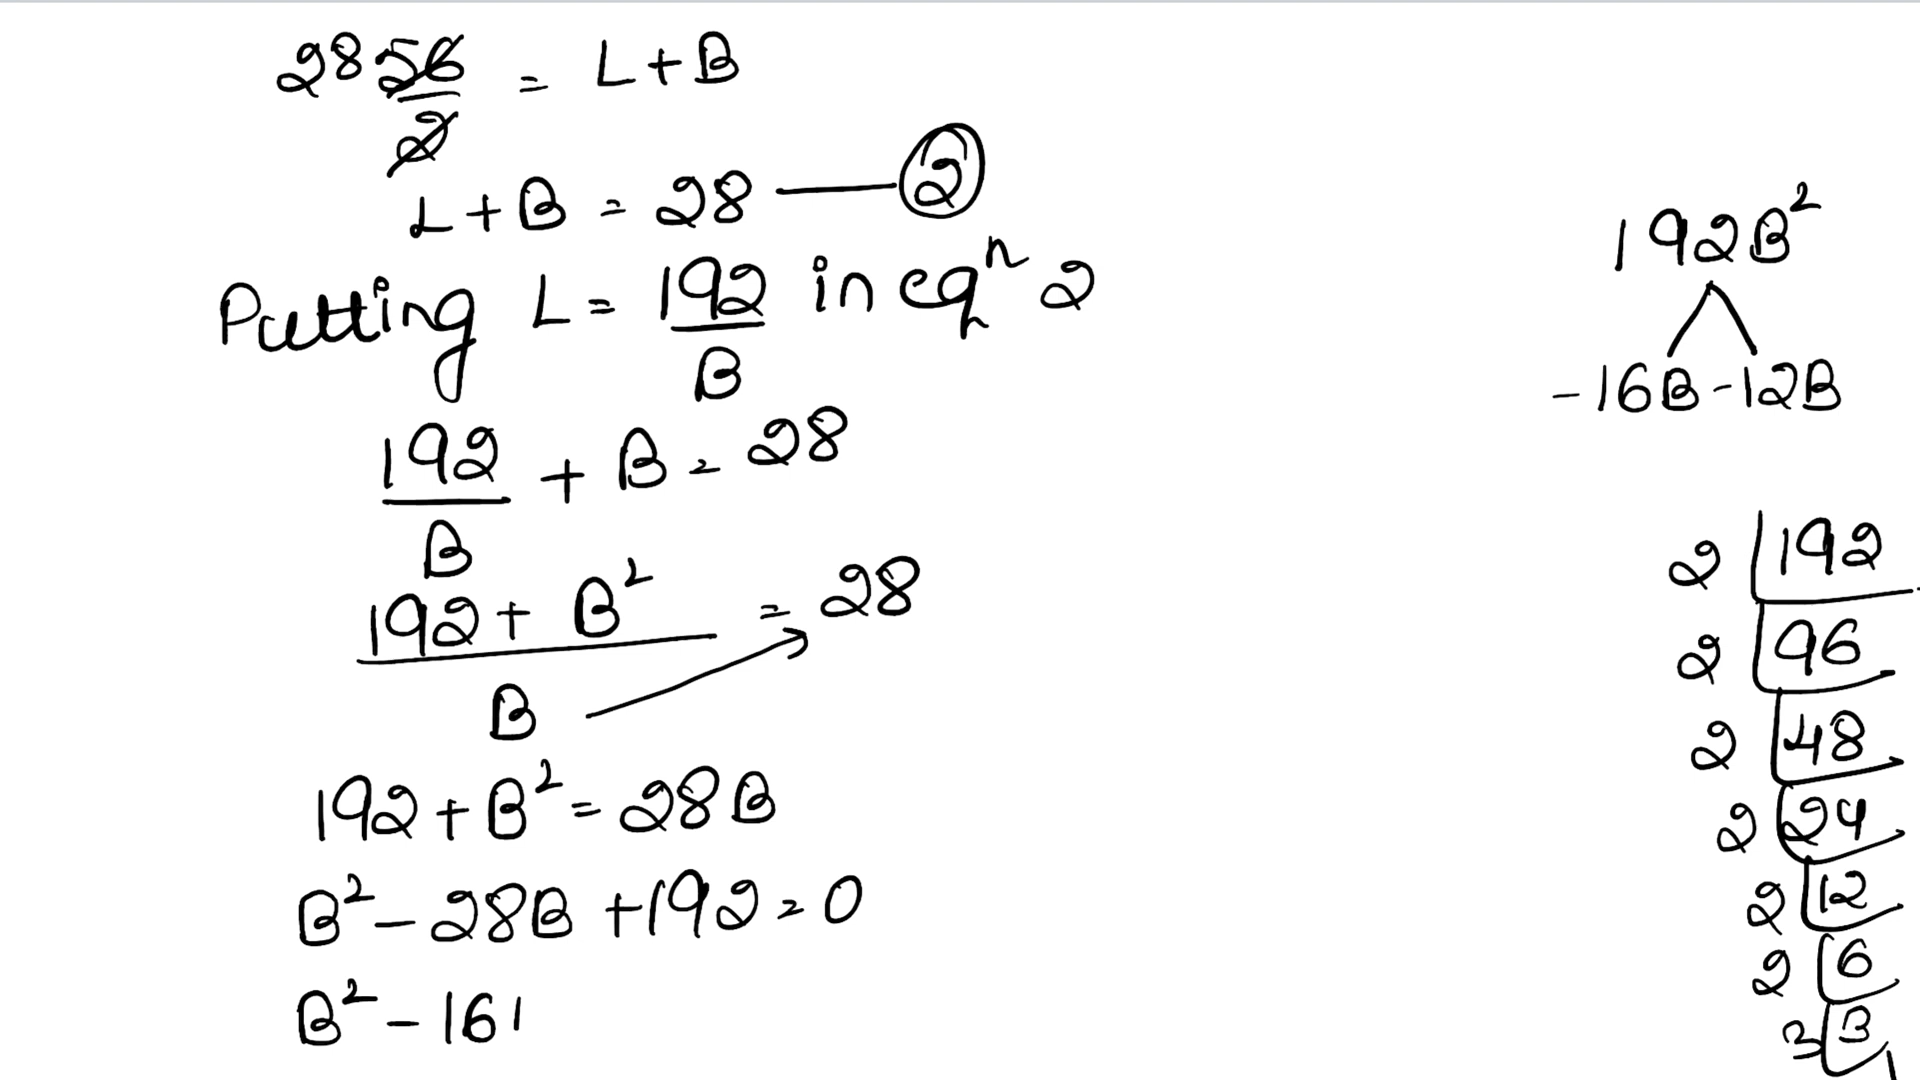 28 56/2 = L+B
L+B = 28 —— 2
Putting L = 192/B in eqⁿ 2
192/B + B = 28
192 + B²/B = 28
192 + B² = 28B
B² - 28B + 192 = 0
B² - 161
192B²
-16B -12B
2 | 192
2 | 96
2 | 48
2 | 24
2 | 12
2 | 6
3 | 3